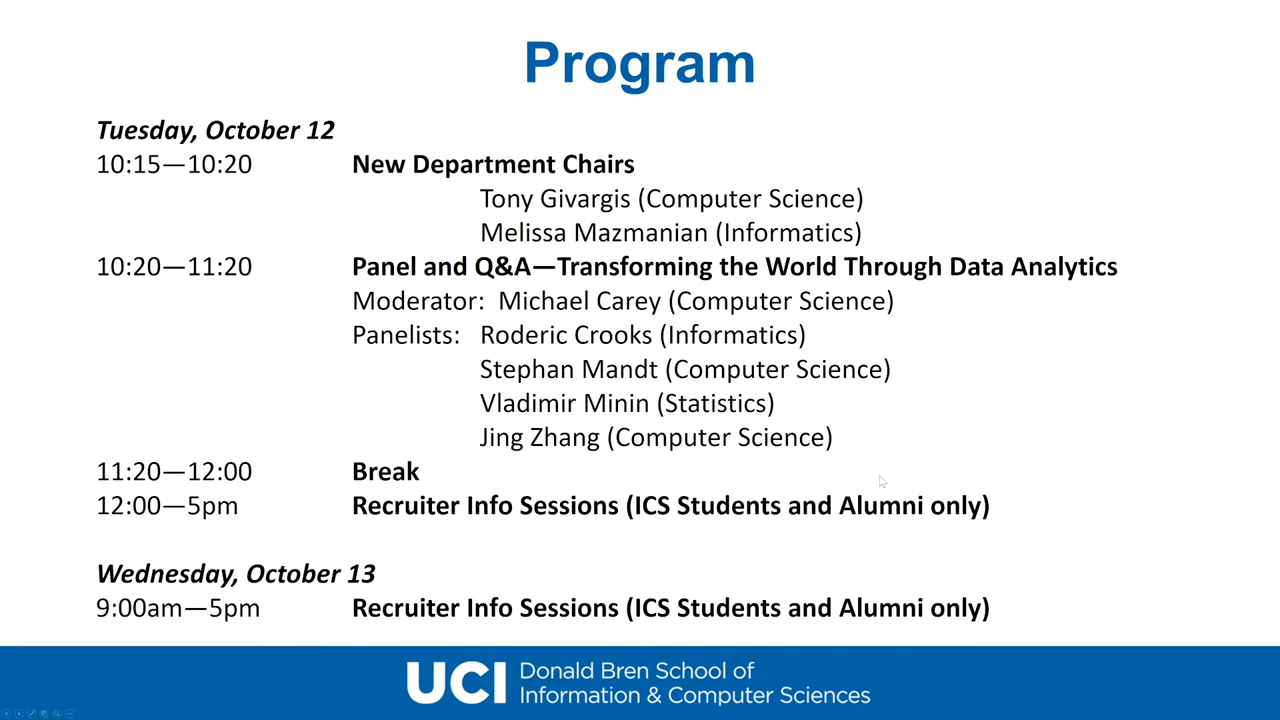 Program
Tuesday, October 12
10:15—10:20 New Department Chairs
Tony Givargis (Computer Science)
Melissa Mazmanian (Informatics)
10:20—11:20 Panel and Q&A—Transforming the World Through Data Analytics
Moderator: Michael Carey (Computer Science)
Panelists: Roderic Crooks (Informatics)
Stephan Mandt (Computer Science)
Vladimir Minin (Statistics)
Jing Zhang (Computer Science)
11:20—12:00 Break
12:00—5pm Recruiter Info Sessions (ICS Students and Alumni only)
Wednesday, October 13
9:00am—5pm Recruiter Info Sessions (ICS Students and Alumni only)
UCI Donald Bren School of
Information & Computer Sciences